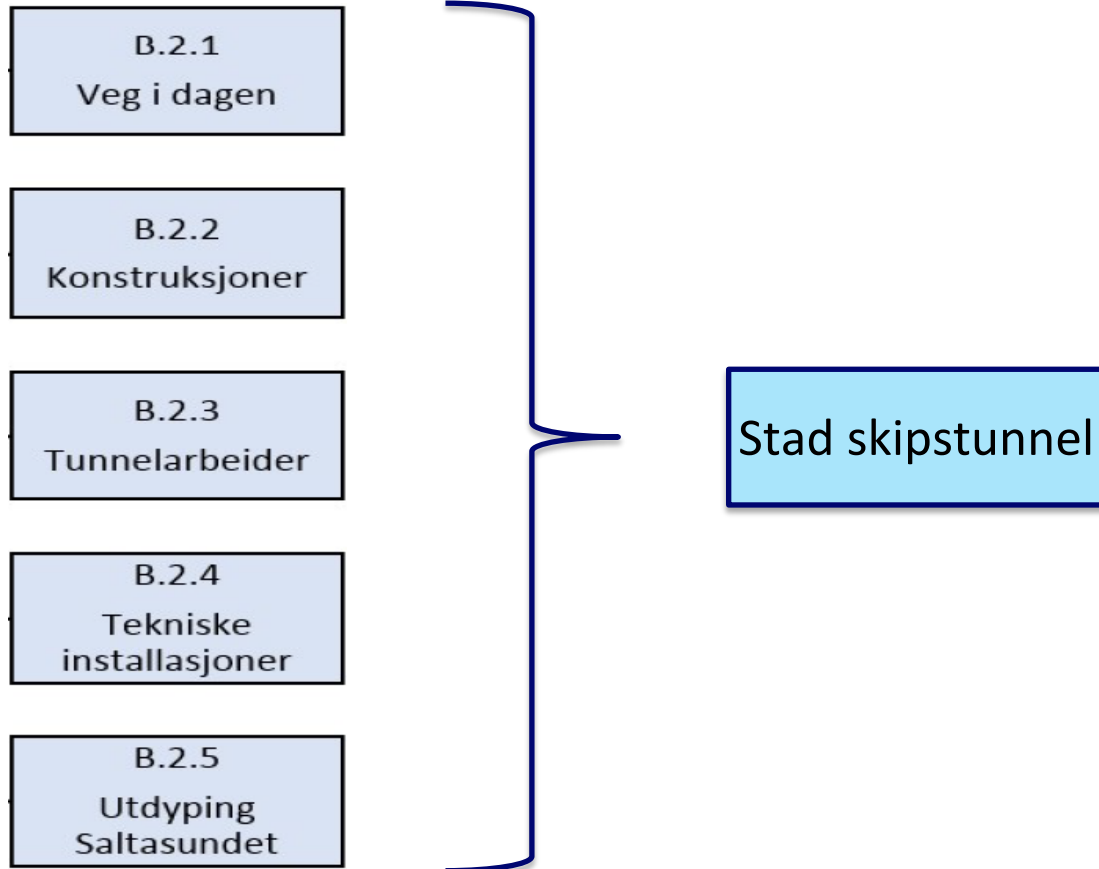 B.2.1
Veg i dagen
B.2.2
Konstruksjoner
B.2.3
Tunnelarbeider
B.2.4
Tekniske
installasjoner
B.2.5
Utdyping
Saltasundet
Stad skipstunnel